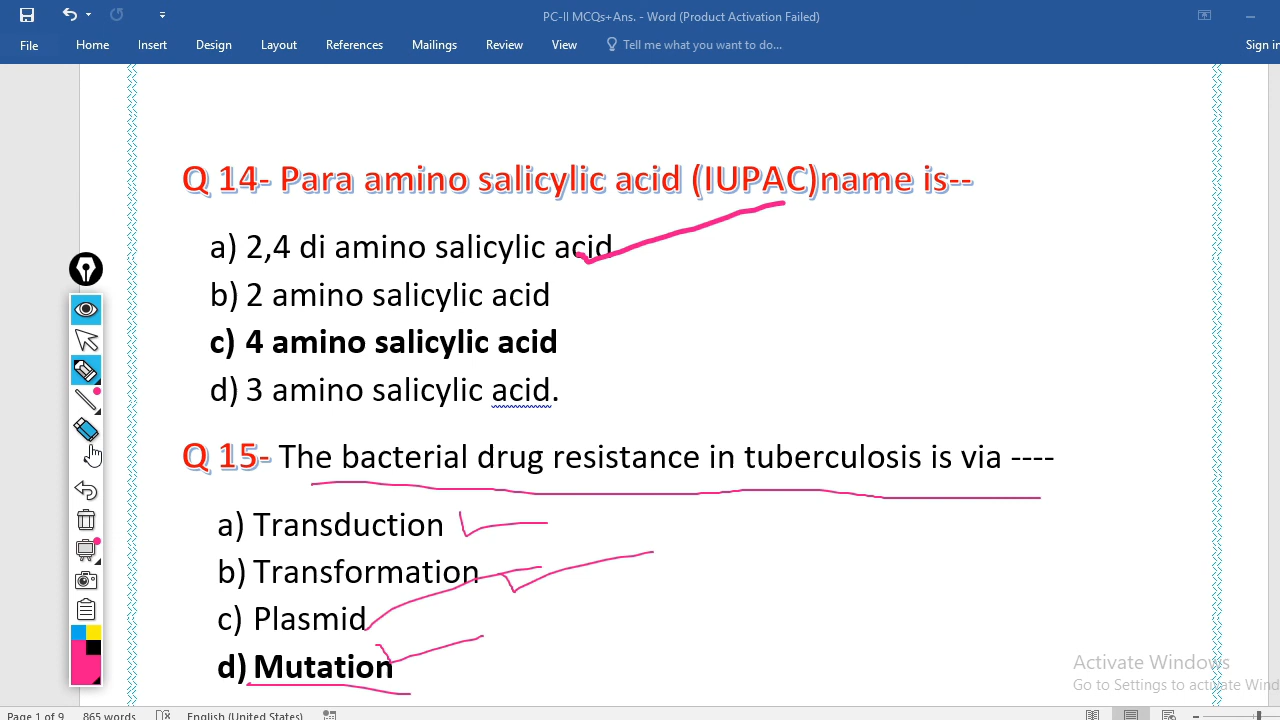 PC-II MCQs+Ans. - Word (Product Activation Failed)
File Home Insert Design Layout References Mailings Review View Tell me what you want to do... Sign in
Q 14- Para amino salicylic acid (IUPAC)name is--
a) 2,4 di amino salicylic acid
b) 2 amino salicylic acid
c) 4 amino salicylic acid
d) 3 amino salicylic acid.
Q 15- The bacterial drug resistance in tuberculosis is via ----
a) Transduction
b) Transformation
c) Plasmid
d) Mutation
Activate Windows
Go to Settings to activate Wind
Page 1 of 9 865 words English (United States)